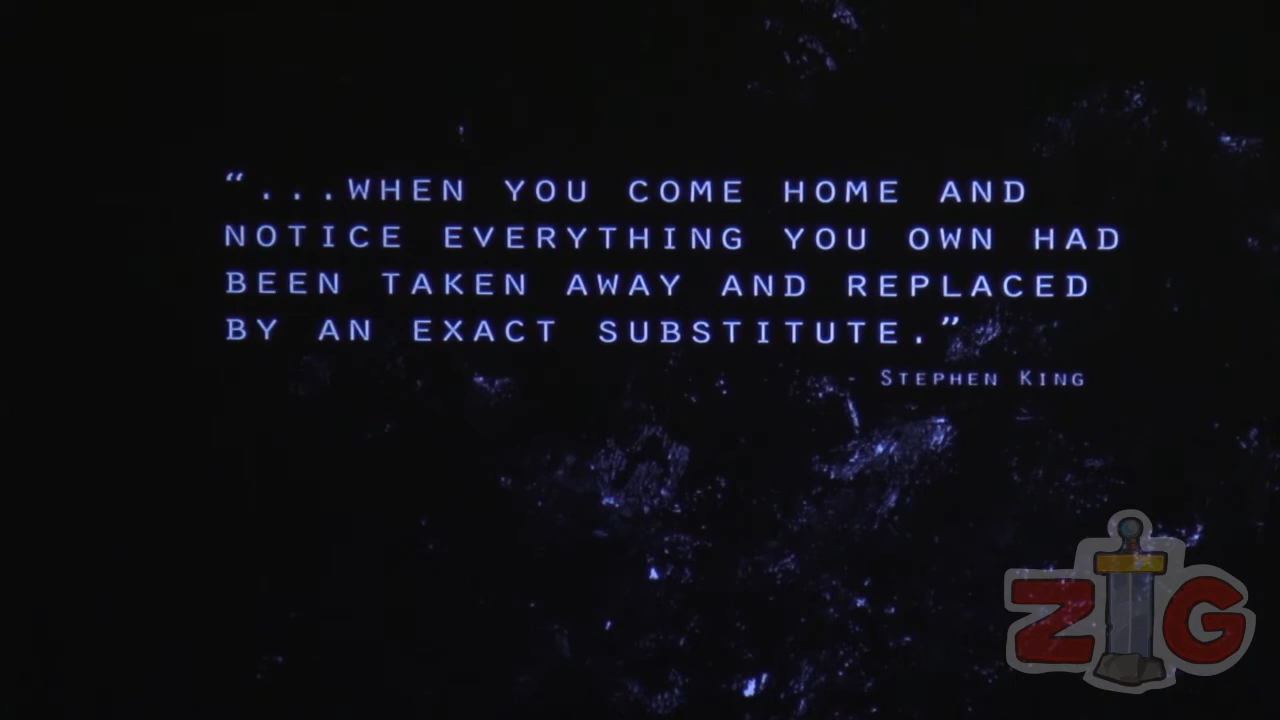 “...WHEN YOU COME HOME AND
NOTICE EVERYTHING YOU OWN HAD
BEEN TAKEN AWAY AND REPLACED
BY AN EXACT SUBSTITUTE.”
- STEPHEN KING
ZIG